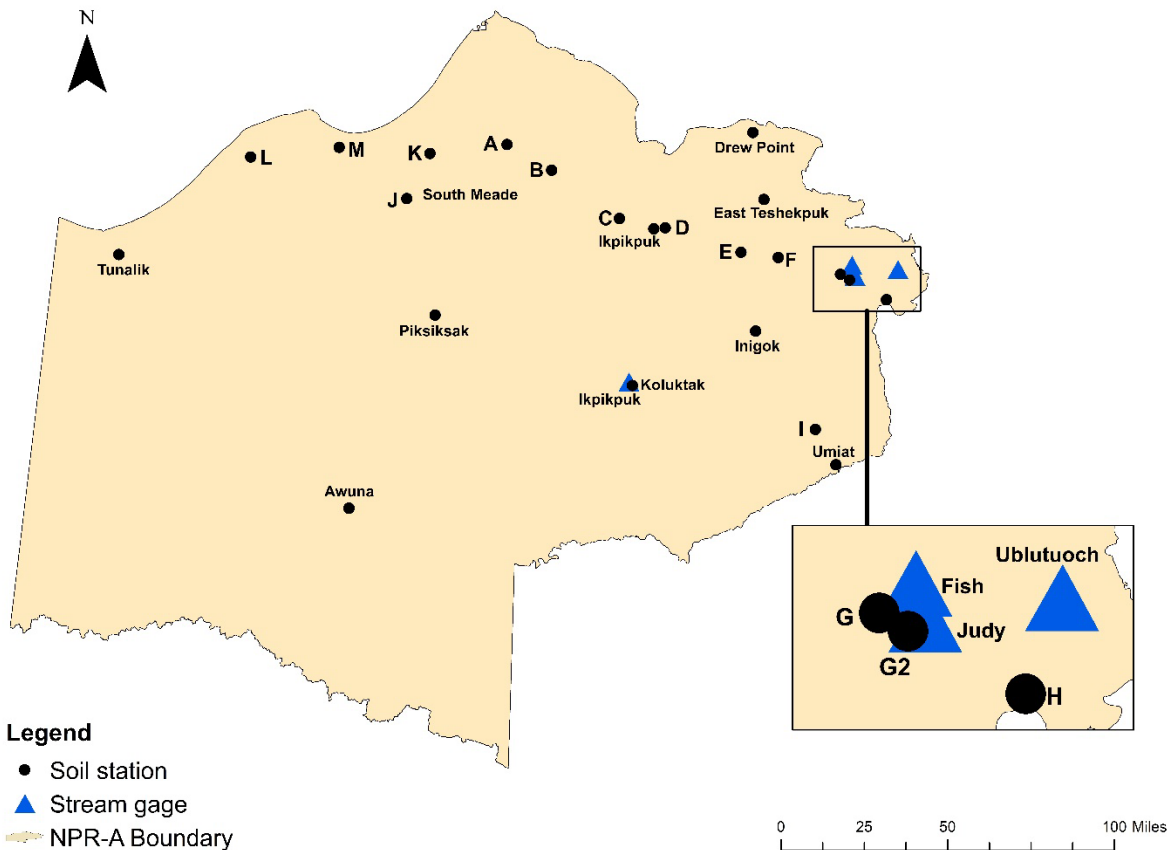 N
Drew Point
A
L
M
K
B
J
South Meade
East Teshekpuk
C
D
Ikpikpuk
Tunalik
E
F
Piksiksak
Inigok
Koluktak
Ikpikpuk
I
Umiat
Awuna
Ublutuoch
Fish
G
Judy
G2
H
Legend
Soil station
Stream gage
NPR-A Boundary
0 25 50 100 Miles